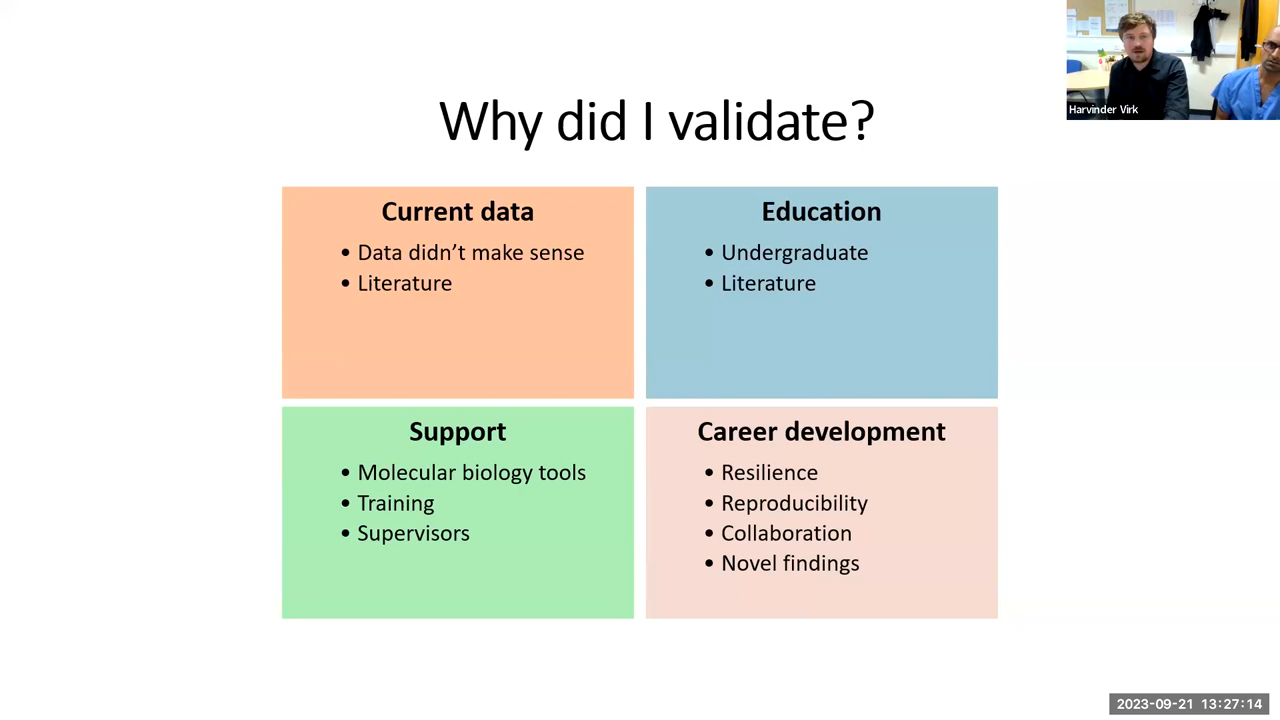 Harvinder Virk
Why did I validate?
Current data
• Data didn’t make sense
• Literature
Education
• Undergraduate
• Literature
Support
• Molecular biology tools
• Training
• Supervisors
Career development
• Resilience
• Reproducibility
• Collaboration
• Novel findings
2023-09-21 13:27:14